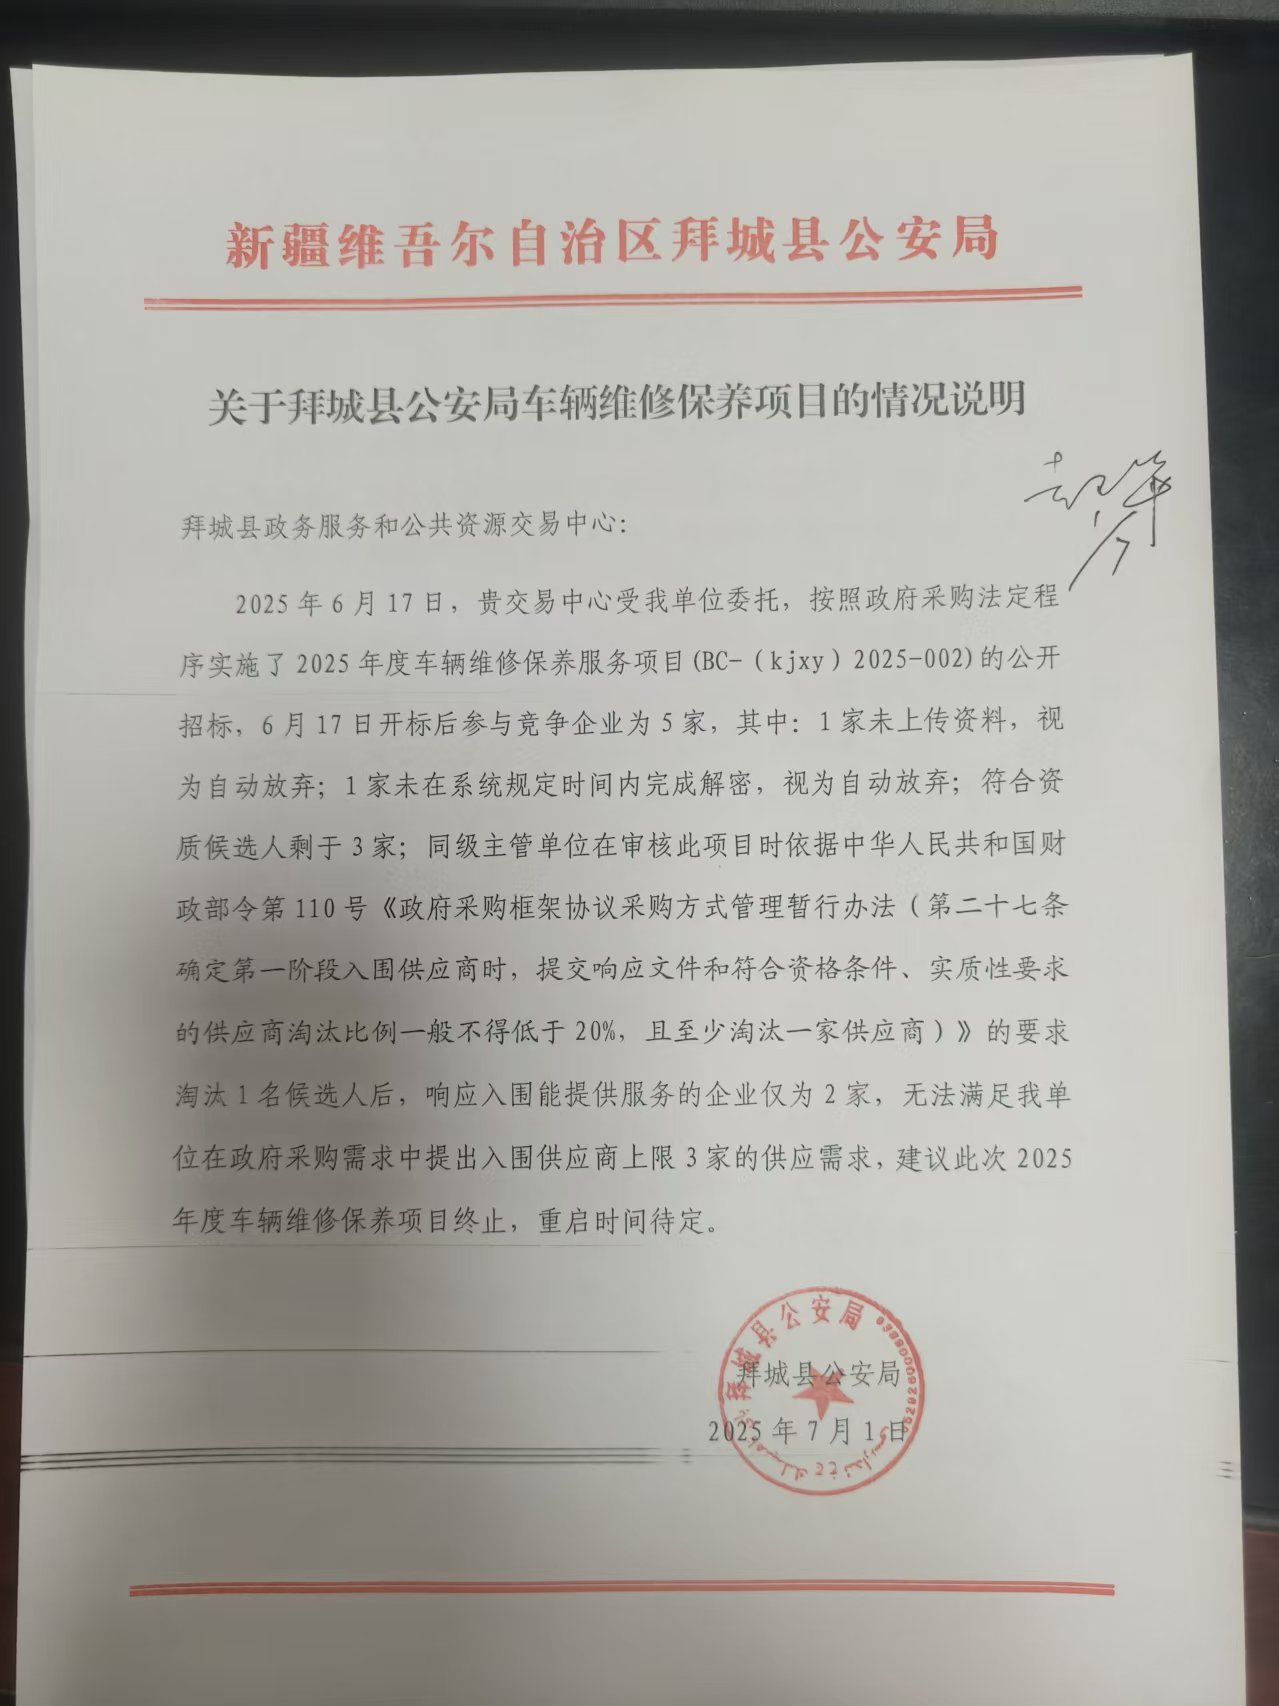 新疆维吾尔自治区拜城县公安局
关于拜城县公安局车辆维修保养项目的情况说明
拜城县政务服务和公共资源交易中心：
2025年6月17日，贵交易中心受我单位委托，按照政府采购法定程
序实施了2025年度车辆维修保养服务项目(BC-（kjxy）2025-002)的公开
招标，6月17日开标后参与竞争企业为5家，其中：1家未上传资料，视
为自动放弃；1家未在系统规定时间内完成解密，视为自动放弃；符合资
质候选人剩于3家；同级主管单位在审核此项目时依据中华人民共和国财
政部令第110号《政府采购框架协议采购方式管理暂行办法（第二十七条
确定第一阶段入围供应商时，提交响应文件和符合资格条件、实质性要求
的供应商淘汰比例一般不得低于20%，且至少淘汰一家供应商）》的要求
淘汰1名候选人后，响应入围能提供服务的企业仅为2家，无法满足我单
位在政府采购需求中提出入围供应商上限3家的供应需求，建议此次2025
年度车辆维修保养项目终止，重启时间待定。
拜城县公安局
拜城县公安局
2025年7月1日